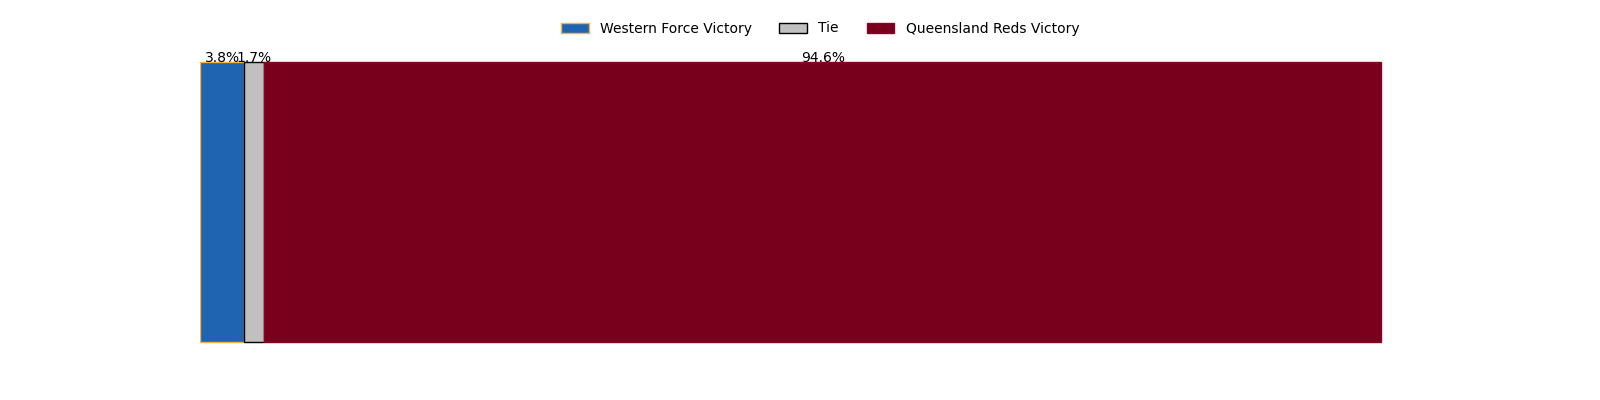 Western Force Victory Tie Queensland Reds Victory
3.8% 1.7% 94.6%